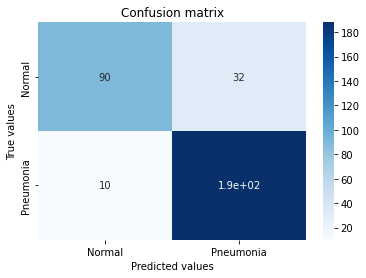 Confusion matrix
Normal
90
32
180
160
140
120
100
80
60
40
20
True values
Pneumonia
10
1.9e+02
Normal
Pneumonia
Predicted values